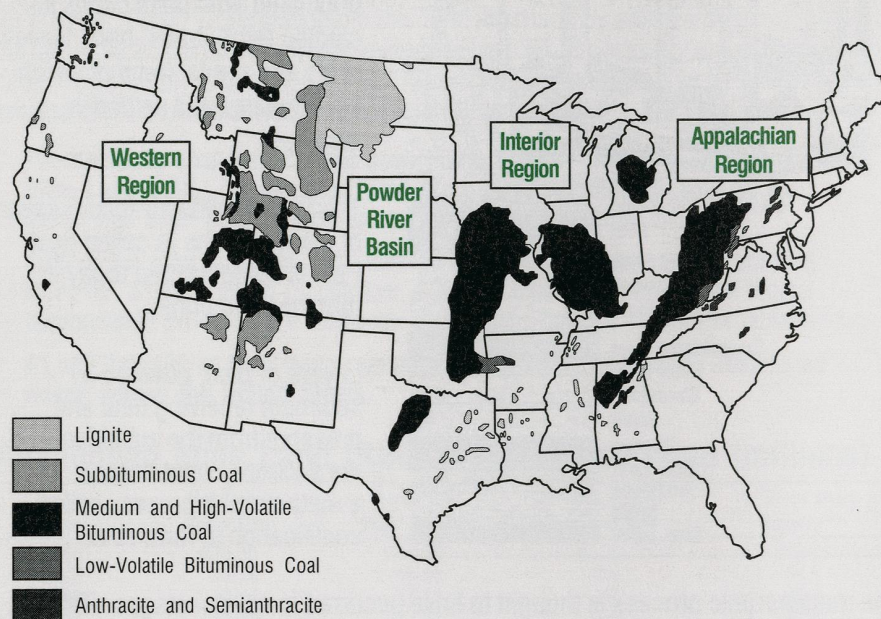 Western
Region
Powder
River
Basin
Interior
Region
Appalachian
Region
Lignite
Subbituminous Coal
Medium and High-Volatile
Bituminous Coal
Low-Volatile Bituminous Coal
Anthracite and Semianthracite